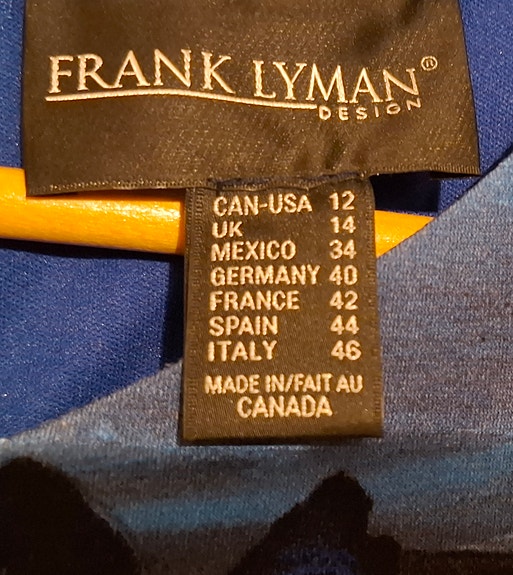 FRANK LYMAN®
DESIGN
CAN-USA 12
UK 14
MEXICO 34
GERMANY 40
FRANCE 42
SPAIN 44
ITALY 46
MADE IN/FAIT AU
CANADA